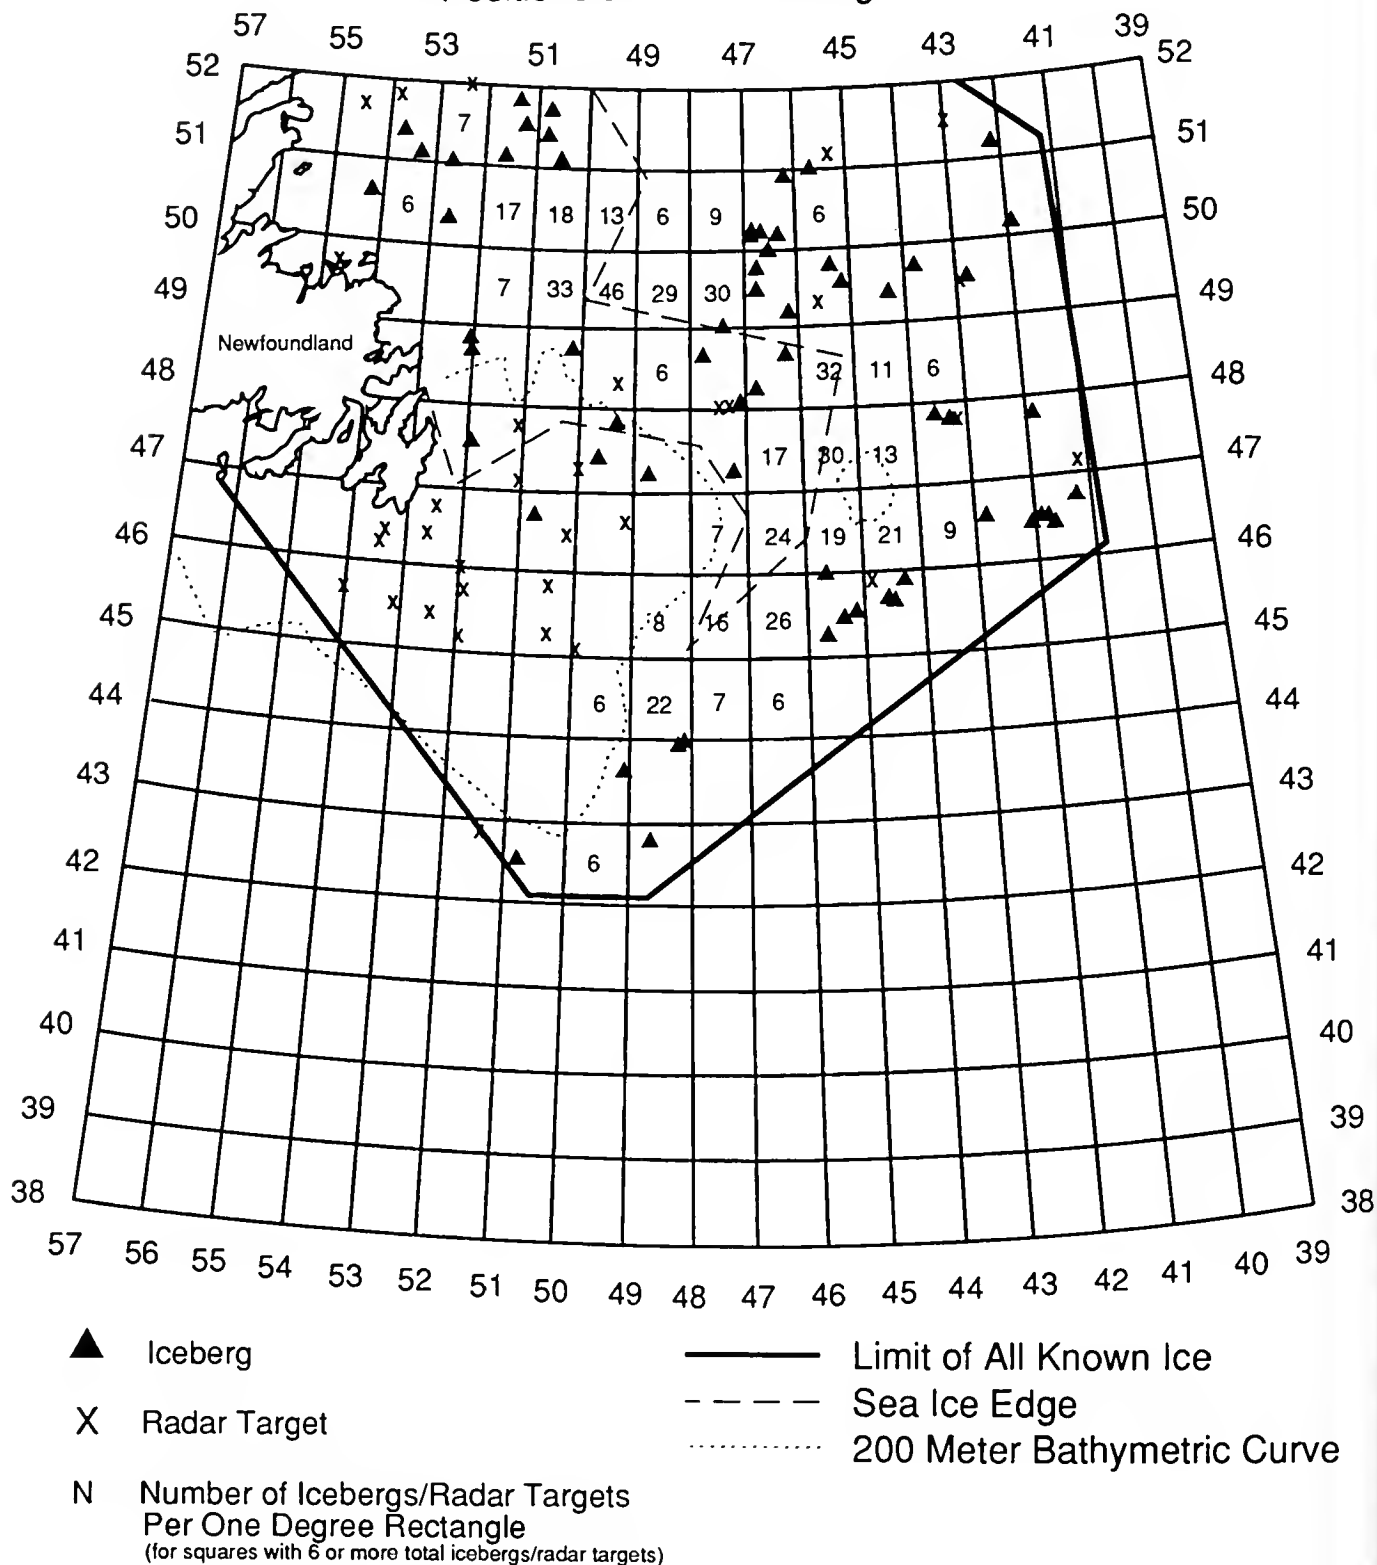 57 55 53 51 49 47 45 43 41 39
52 52
7
51 51
6 17 18 13 6 9 6
50 50
7 33 46 29 30
49 49
Newfoundland
6 32 11 6
48 48
17 30 13
47 47
7 24 19 21 9
46 46
8 16 26
45 45
6 22 7 6
44 44
43 43
6
42 42
41 41
40 40
39 39
38 38
57 56 55 54 53 52 51 50 49 48 47 46 45 44 43 42 41 40 39
Iceberg
X Radar Target
N Number of Icebergs/Radar Targets
Per One Degree Rectangle
(for squares with 6 or more total icebergs/radar targets)
Limit of All Known Ice
Sea Ice Edge
200 Meter Bathymetric Curve